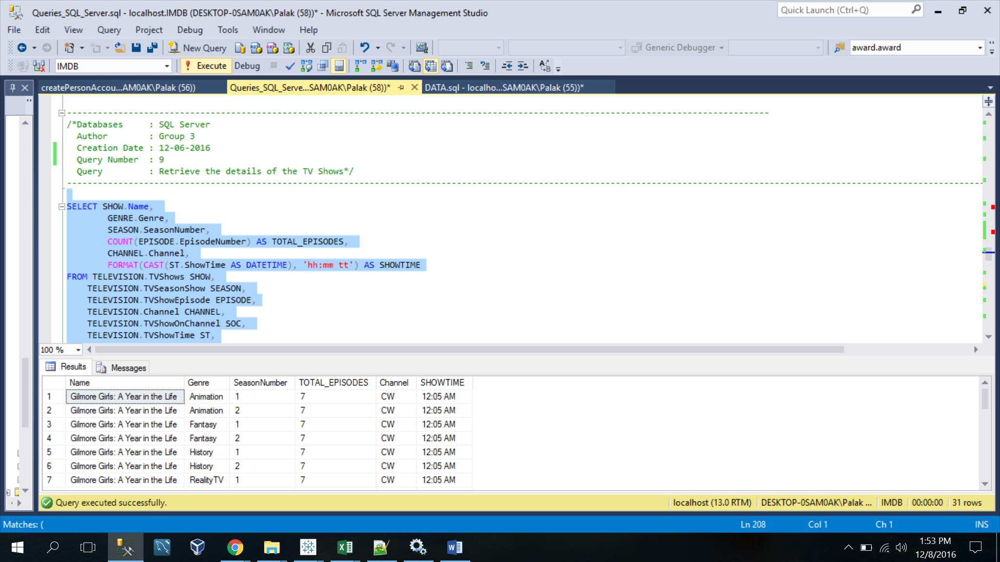 Queries_SQL_Server.sql - localhost.IMDB (DESKTOP-0SAM0AK\Palak (58))* - Microsoft SQL Server Management Studio
Quick Launch (Ctrl+Q)
File Edit View Query Project Debug Tools Window Help
New Query
Generic Debugger
award.award
IMDB
Execute Debug
createPersonAccou...AM0AK\Palak (56))
Queries_SQL_Serve...SAM0AK\Palak (58))*
DATA.sql - localho...SAM0AK\Palak (55))*
/*Databases : SQL Server
Author : Group 3
Creation Date : 12-06-2016
Query Number : 9
Query : Retrieve the details of the TV Shows*/
SELECT SHOW.Name,
GENRE.Genre,
SEASON.SeasonNumber,
COUNT(EPISODE.EpisodeNumber) AS TOTAL_EPISODES,
CHANNEL.Channel,
FORMAT(CAST(ST.ShowTime AS DATETIME), 'hh:mm tt') AS SHOWTIME
FROM TELEVISION.TVShows SHOW,
TELEVISION.TVSeasonShow SEASON,
TELEVISION.TVShowEpisode EPISODE,
TELEVISION.Channel CHANNEL,
TELEVISION.TVShowOnChannel SOC,
TELEVISION.TVShowTime ST,
100 %
Results Messages
Name Genre SeasonNumber TOTAL_EPISODES Channel SHOWTIME
1 Gilmore Girls: A Year in the Life Animation 1 7 CW 12:05 AM
2 Gilmore Girls: A Year in the Life Animation 2 7 CW 12:05 AM
3 Gilmore Girls: A Year in the Life Fantasy 1 7 CW 12:05 AM
4 Gilmore Girls: A Year in the Life Fantasy 2 7 CW 12:05 AM
5 Gilmore Girls: A Year in the Life History 1 7 CW 12:05 AM
6 Gilmore Girls: A Year in the Life History 2 7 CW 12:05 AM
7 Gilmore Girls: A Year in the Life RealityTV 1 7 CW 12:05 AM
Query executed successfully.
localhost (13.0 RTM) DESKTOP-0SAM0AK\Palak ... IMDB 00:00:00 31 rows
Matches: (
Ln 208 Col 1 Ch 1 INS
1:53 PM
12/8/2016